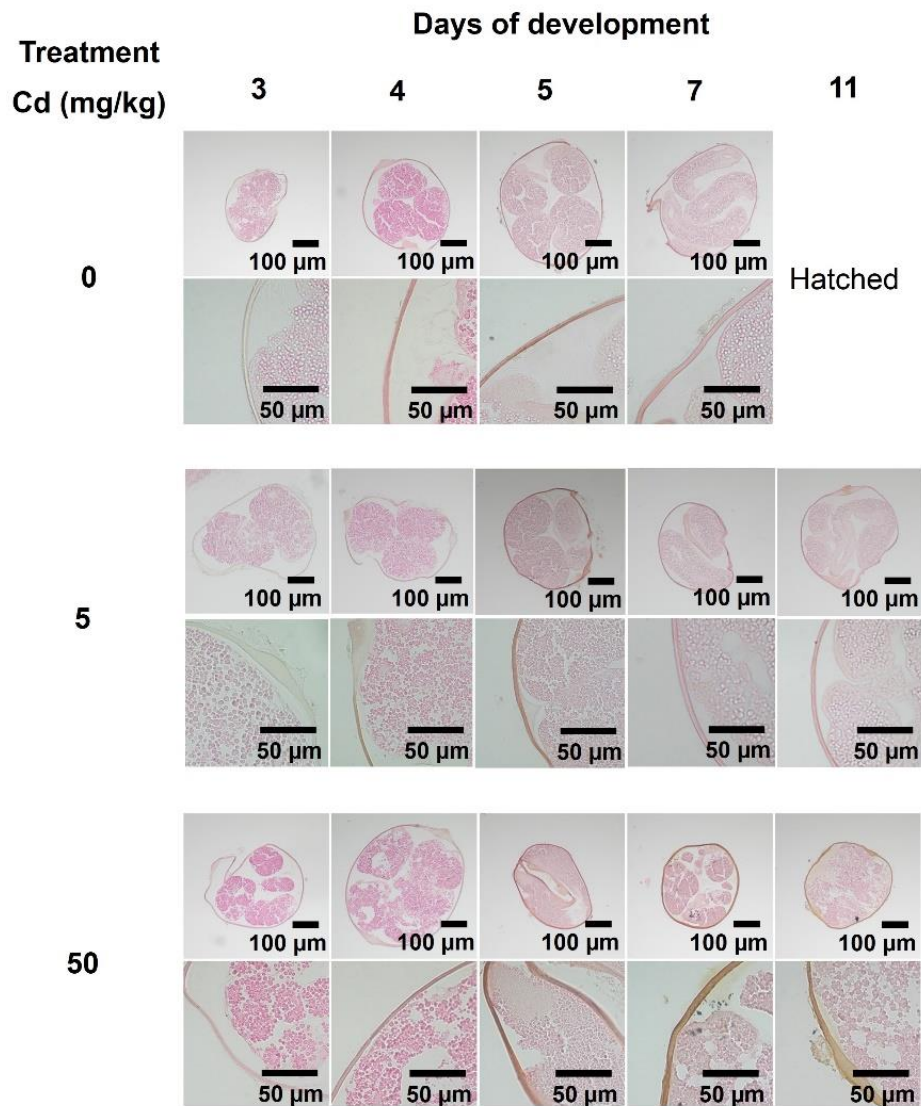 Days of development
Treatment
Cd (mg/kg)
3 4 5 7 11
100 µm 100 µm 100 µm 100 µm
0
Hatched
50 µm 50 µm 50 µm 50 µm
100 µm 100 µm 100 µm 100 µm 100 µm
5
50 µm 50 µm 50 µm 50 µm 50 µm
100 µm 100 µm 100 µm 100 µm 100 µm
50
50 µm 50 µm 50 µm 50 µm 50 µm